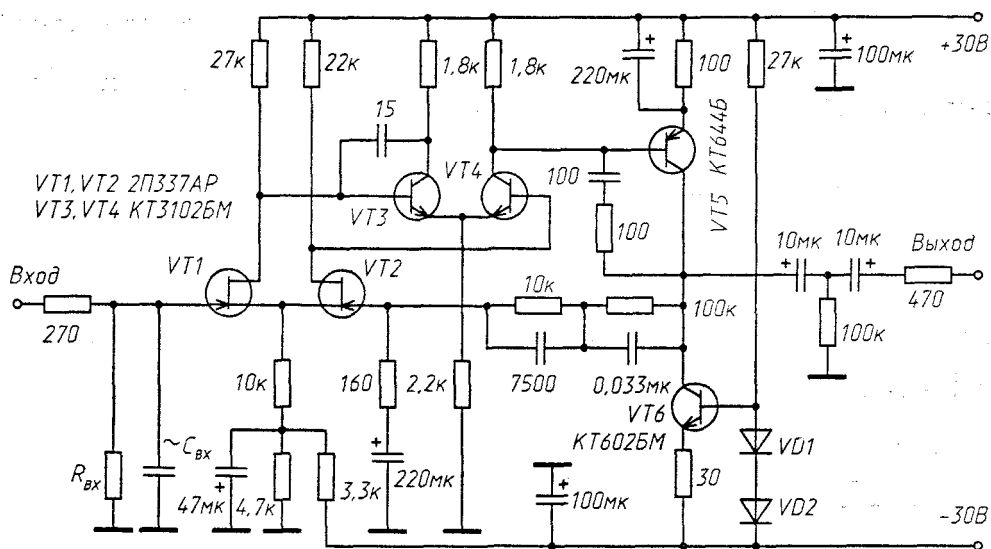 +30В
27к
22к
1,8к
1,8к
220мк
100
27к
100мк
15
VT1, VT2 2П337АР
VT3, VT4 КТ3102БМ
VT3
VT4
VT5 КТ644Б
100
100
Вход
VT1
VT2
10мк
10мк
Выход
270
10к
100к
470
100к
7500
0,033мк
10к
160
2,2к
VT6
КТ602БМ
VD1
Rвх
~Cвх
47мк
4,7к
3,3к
220мк
100мк
30
VD2
-30В